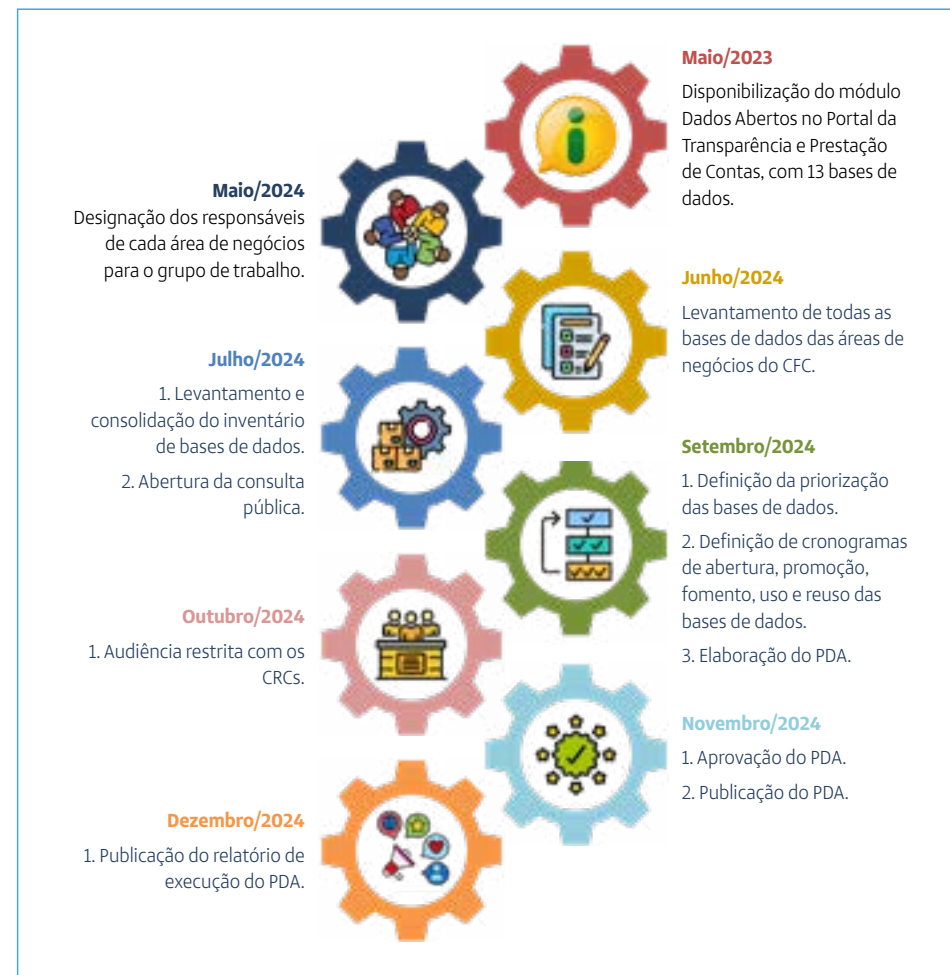 Maio/2023
Disponibilização do módulo
Dados Abertos no Portal da
Transparência e Prestação
de Contas, com 13 bases de
dados.
Maio/2024
Designação dos responsáveis
de cada área de negócios
para o grupo de trabalho.
Junho/2024
Levantamento de todas as
bases de dados das áreas de
negócios do CFC.
Julho/2024
1. Levantamento e
consolidação do inventário
de bases de dados.
2. Abertura da consulta
pública.
Setembro/2024
1. Definição da priorização
das bases de dados.
2. Definição de cronogramas
de abertura, promoção,
fomento, uso e reuso das
bases de dados.
3. Elaboração do PDA.
Outubro/2024
1. Audiência restrita com os
CRCs.
Novembro/2024
1. Aprovação do PDA.
2. Publicação do PDA.
Dezembro/2024
1. Publicação do relatório de
execução do PDA.